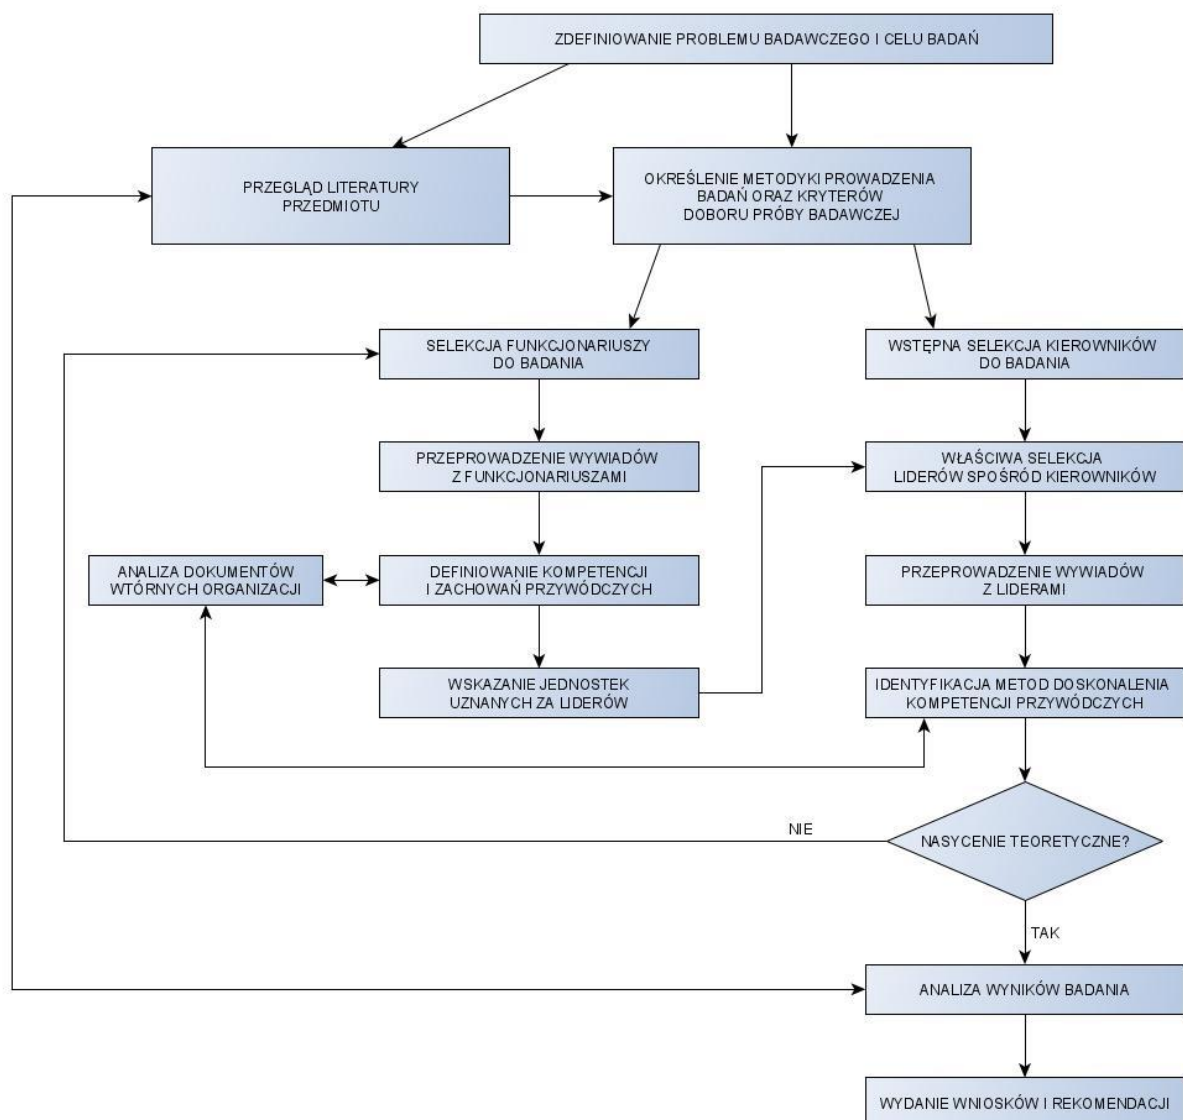 ZDEFINIOWANIE PROBLEMU BADAWCZEGO I CELU BADAŃ
PRZEGLĄD LITERATURY
PRZEDMIOTU
OKREŚLENIE METODYKI PROWADZENIA
BADAŃ ORAZ KRYTERÓW
DOBORU PRÓBY BADAWCZEJ
SELEKCJA FUNKCJONARIUSZY
DO BADANIA
WSTĘPNA SELEKCJA KIEROWNIKÓW
DO BADANIA
PRZEPROWADZENIE WYWIADÓW
Z FUNKCJONARIUSZAMI
WŁAŚCIWA SELEKCJA
LIDERÓW SPOŚRÓD KIEROWNIKÓW
ANALIZA DOKUMENTÓW
WTÓRNYCH ORGANIZACJI
DEFINIOWANIE KOMPETENCJI
I ZACHOWAŃ PRZYWÓDCZYCH
PRZEPROWADZENIE WYWIADÓW
Z LIDERAMI
WSKAZANIE JEDNOSTEK
UZNANYCH ZA LIDERÓW
IDENTYFIKACJA METOD DOSKONALENIA
KOMPETENCJI PRZYWÓDCZYCH
NIE
NASYCENIE TEORETYCZNE?
TAK
ANALIZA WYNIKÓW BADANIA
WYDANIE WNIOSKÓW I REKOMENDACJI